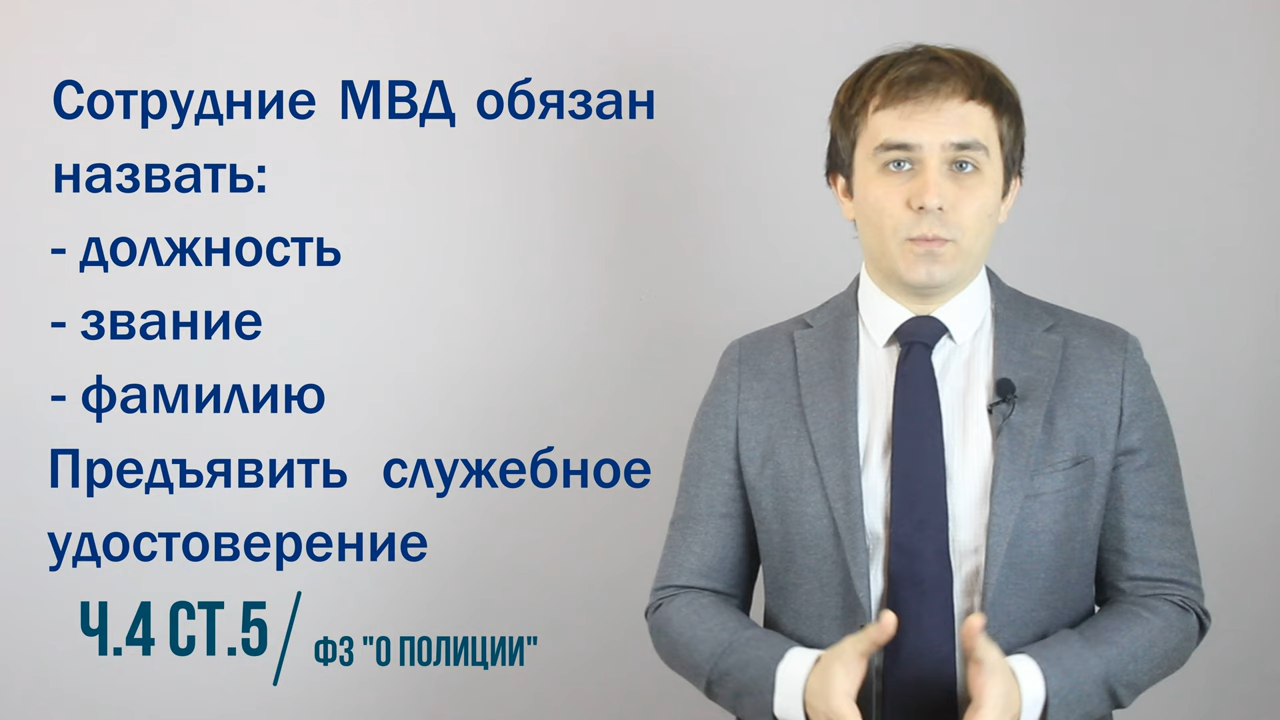 Сотрудние МВД обязан
назвать:
- должность
- звание
- фамилию
Предъявить служебное
удостоверение
Ч.4 СТ.5/ ФЗ "О ПОЛИЦИИ"